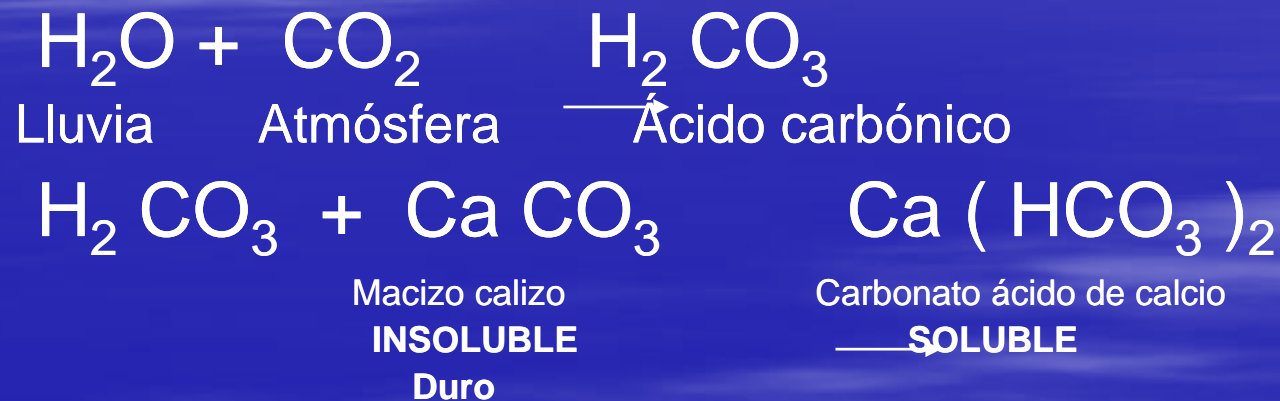 H₂O + CO₂ → H₂ CO₃
Lluvia Atmósfera Ácido carbónico
H₂ CO₃ + Ca CO₃ → Ca ( HCO₃ )₂
Macizo calizo Carbonato ácido de calcio
INSOLUBLE SOLUBLE
Duro